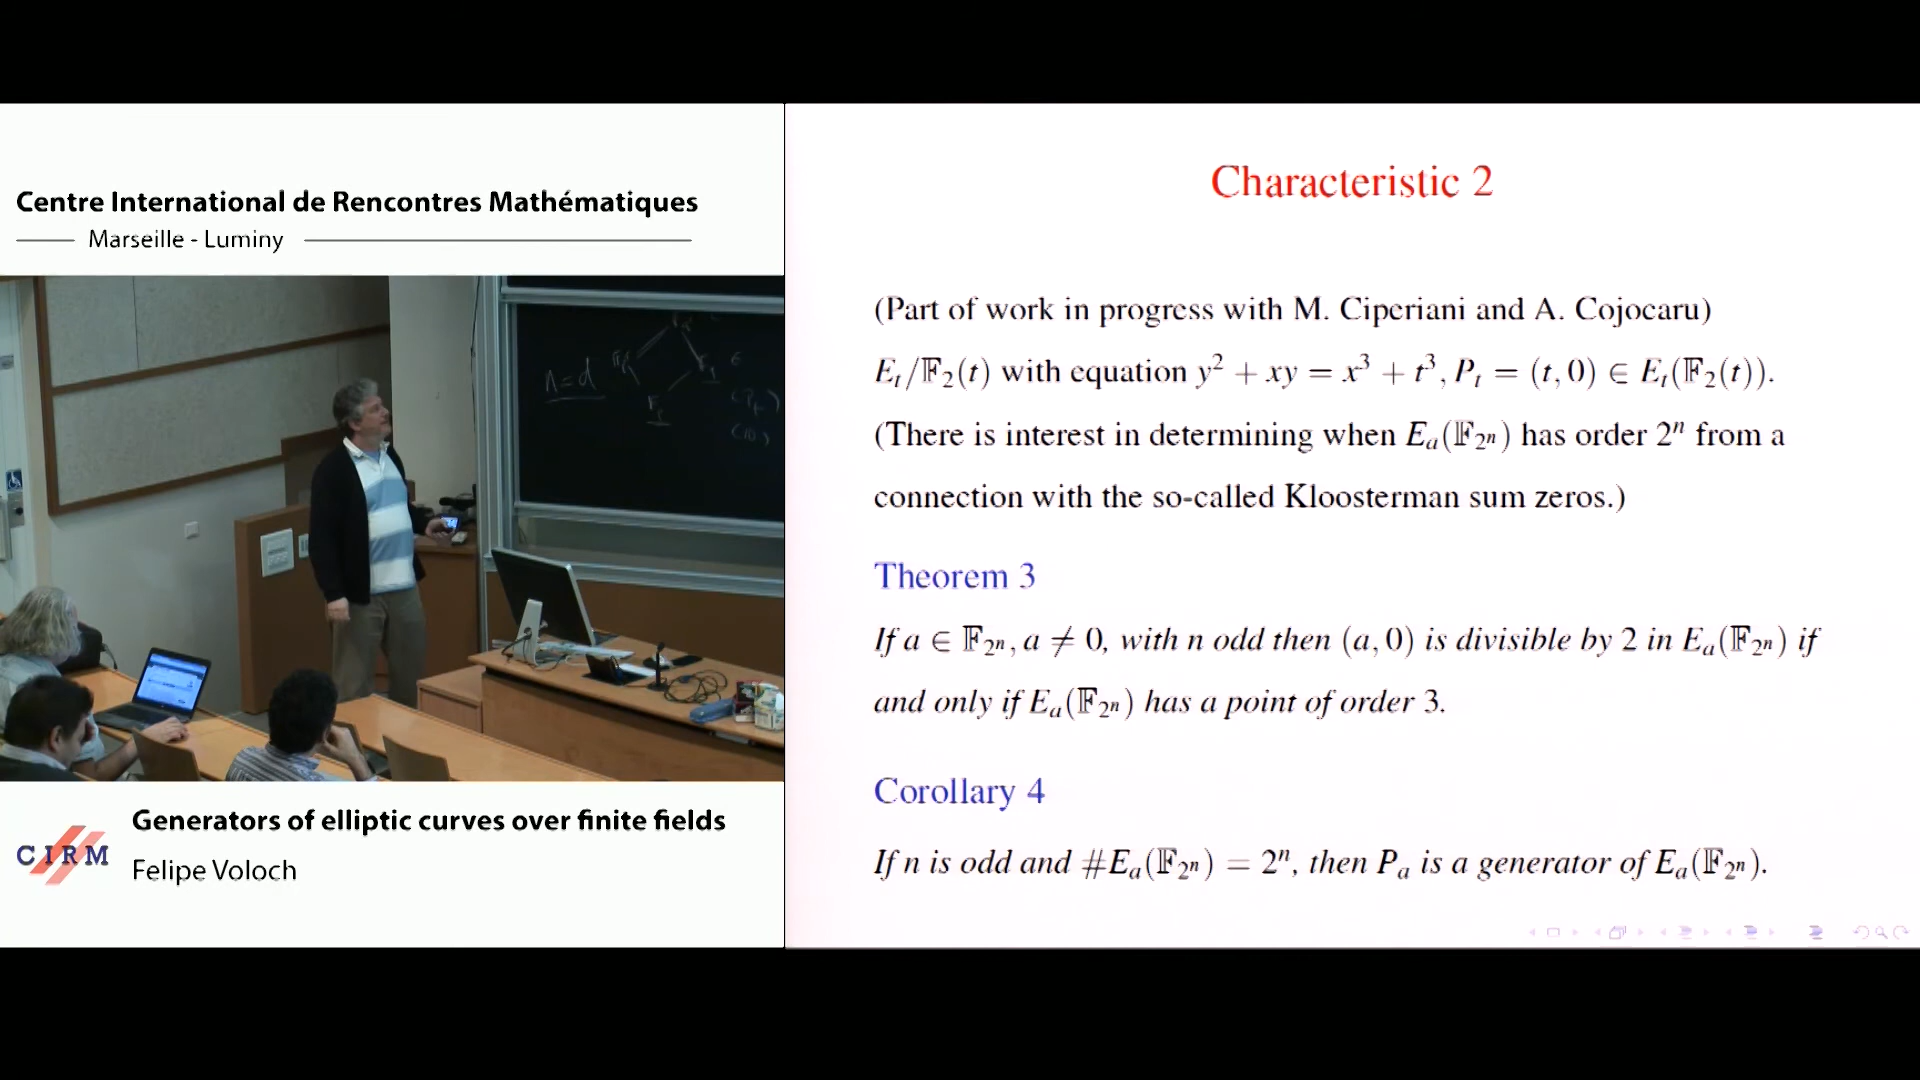 Centre International de Rencontres Mathématiques
Marseille - Luminy
n = d
Generators of elliptic curves over finite fields
CIRM
Felipe Voloch
Characteristic 2
(Part of work in progress with M. Ciperiani and A. Cojocaru)
E_t/𝔽_2(t) with equation y^2 + xy = x^3 + t^3, P_t = (t, 0) ∈ E_t(𝔽_2(t)).
(There is interest in determining when E_a(𝔽_{2^n}) has order 2^n from a
connection with the so-called Kloosterman sum zeros.)
Theorem 3
If a ∈ 𝔽_{2^n}, a ≠ 0, with n odd then (a, 0) is divisible by 2 in E_a(𝔽_{2^n}) if
and only if E_a(𝔽_{2^n}) has a point of order 3.
Corollary 4
If n is odd and #E_a(𝔽_{2^n}) = 2^n, then P_a is a generator of E_a(𝔽_{2^n}).